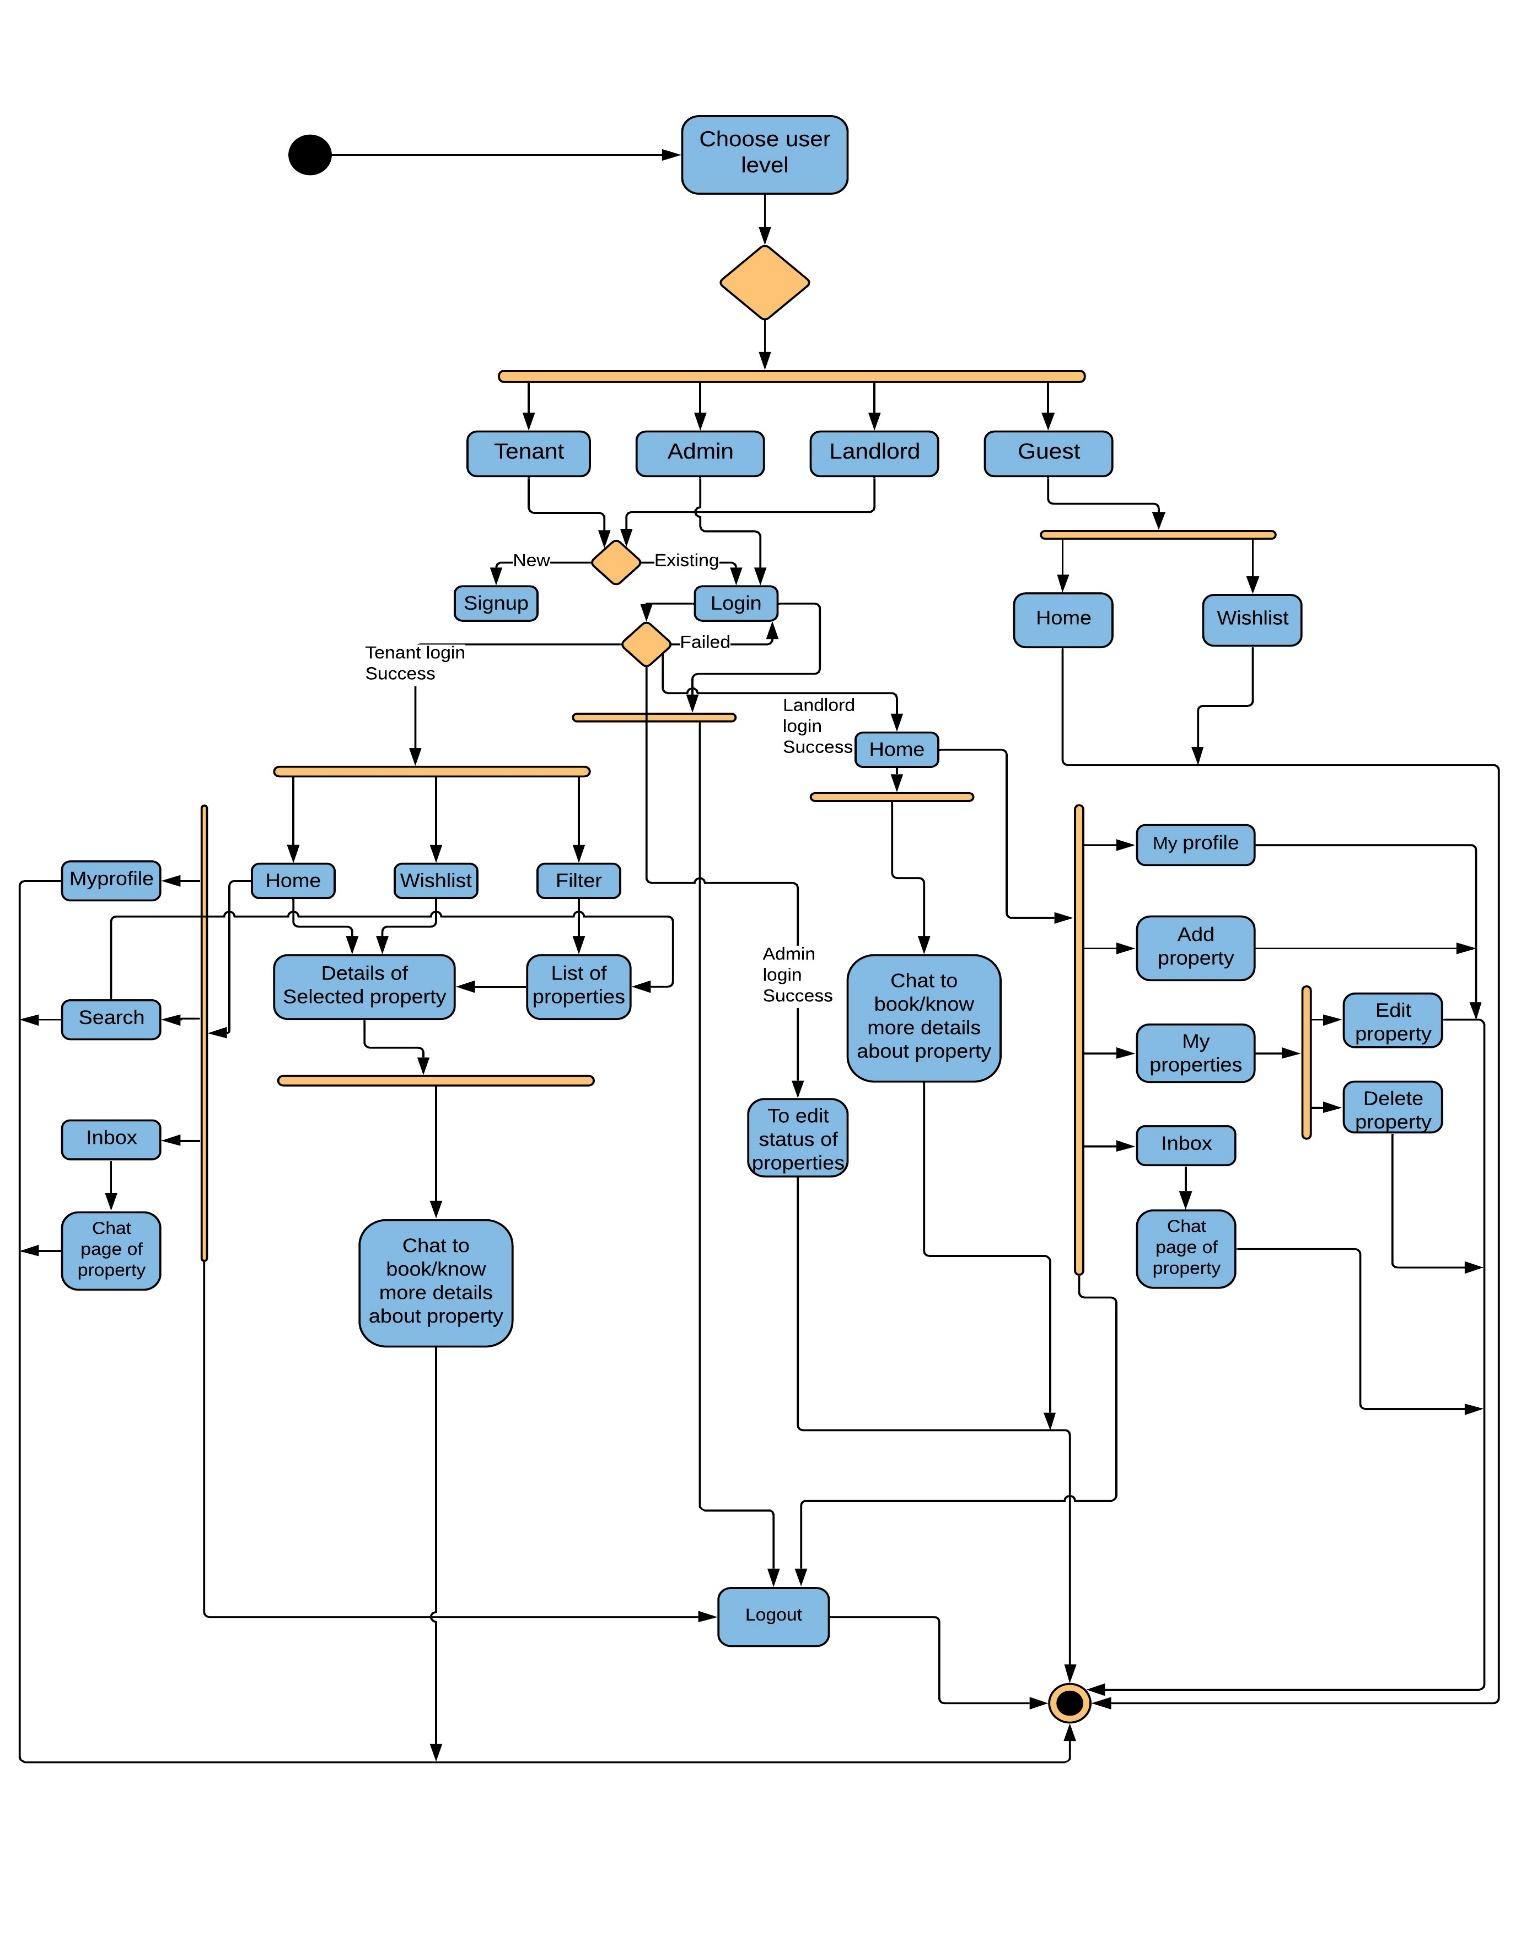 Choose user
level
Tenant
Admin
Landlord
Guest
New
Existing
Signup
Login
Home
Wishlist
Failed
Tenant login
Success
Landlord
login
Success
Home
My profile
Myprofile
Home
Wishlist
Filter
Add
property
Admin
login
Success
Details of
Selected property
List of
properties
Chat to
book/know
more details
about property
Search
Edit
property
My
properties
To edit
status of
properties
Delete
property
Inbox
Inbox
Chat
page of
property
Chat
page of
property
Chat to
book/know
more details
about property
Logout